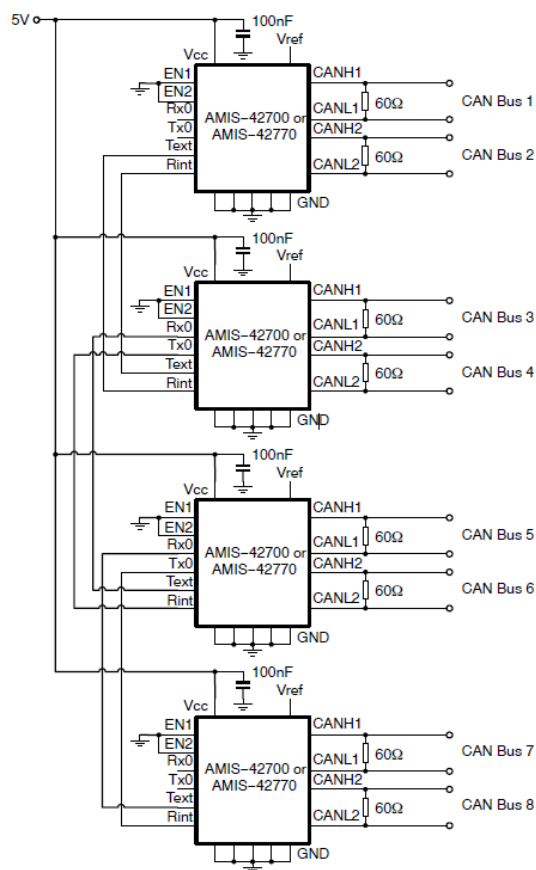 5V
100nF
Vcc
Vref
EN1
EN2
Rx0
Tx0
Text
Rint
AMIS-42700 or
AMIS-42770
CANH1
CANL1
CANH2
CANL2
60Ω
60Ω
CAN Bus 1
CAN Bus 2
GND
100nF
Vcc
Vref
EN1
EN2
Rx0
Tx0
Text
Rint
AMIS-42700 or
AMIS-42770
CANH1
CANL1
CANH2
CANL2
60Ω
60Ω
CAN Bus 3
CAN Bus 4
GND
100nF
Vcc
Vref
EN1
EN2
Rx0
Tx0
Text
Rint
AMIS-42700 or
AMIS-42770
CANH1
CANL1
CANH2
CANL2
60Ω
60Ω
CAN Bus 5
CAN Bus 6
GND
100nF
Vcc
Vref
EN1
EN2
Rx0
Tx0
Text
Rint
AMIS-42700 or
AMIS-42770
CANH1
CANL1
CANH2
CANL2
60Ω
60Ω
CAN Bus 7
CAN Bus 8
GND